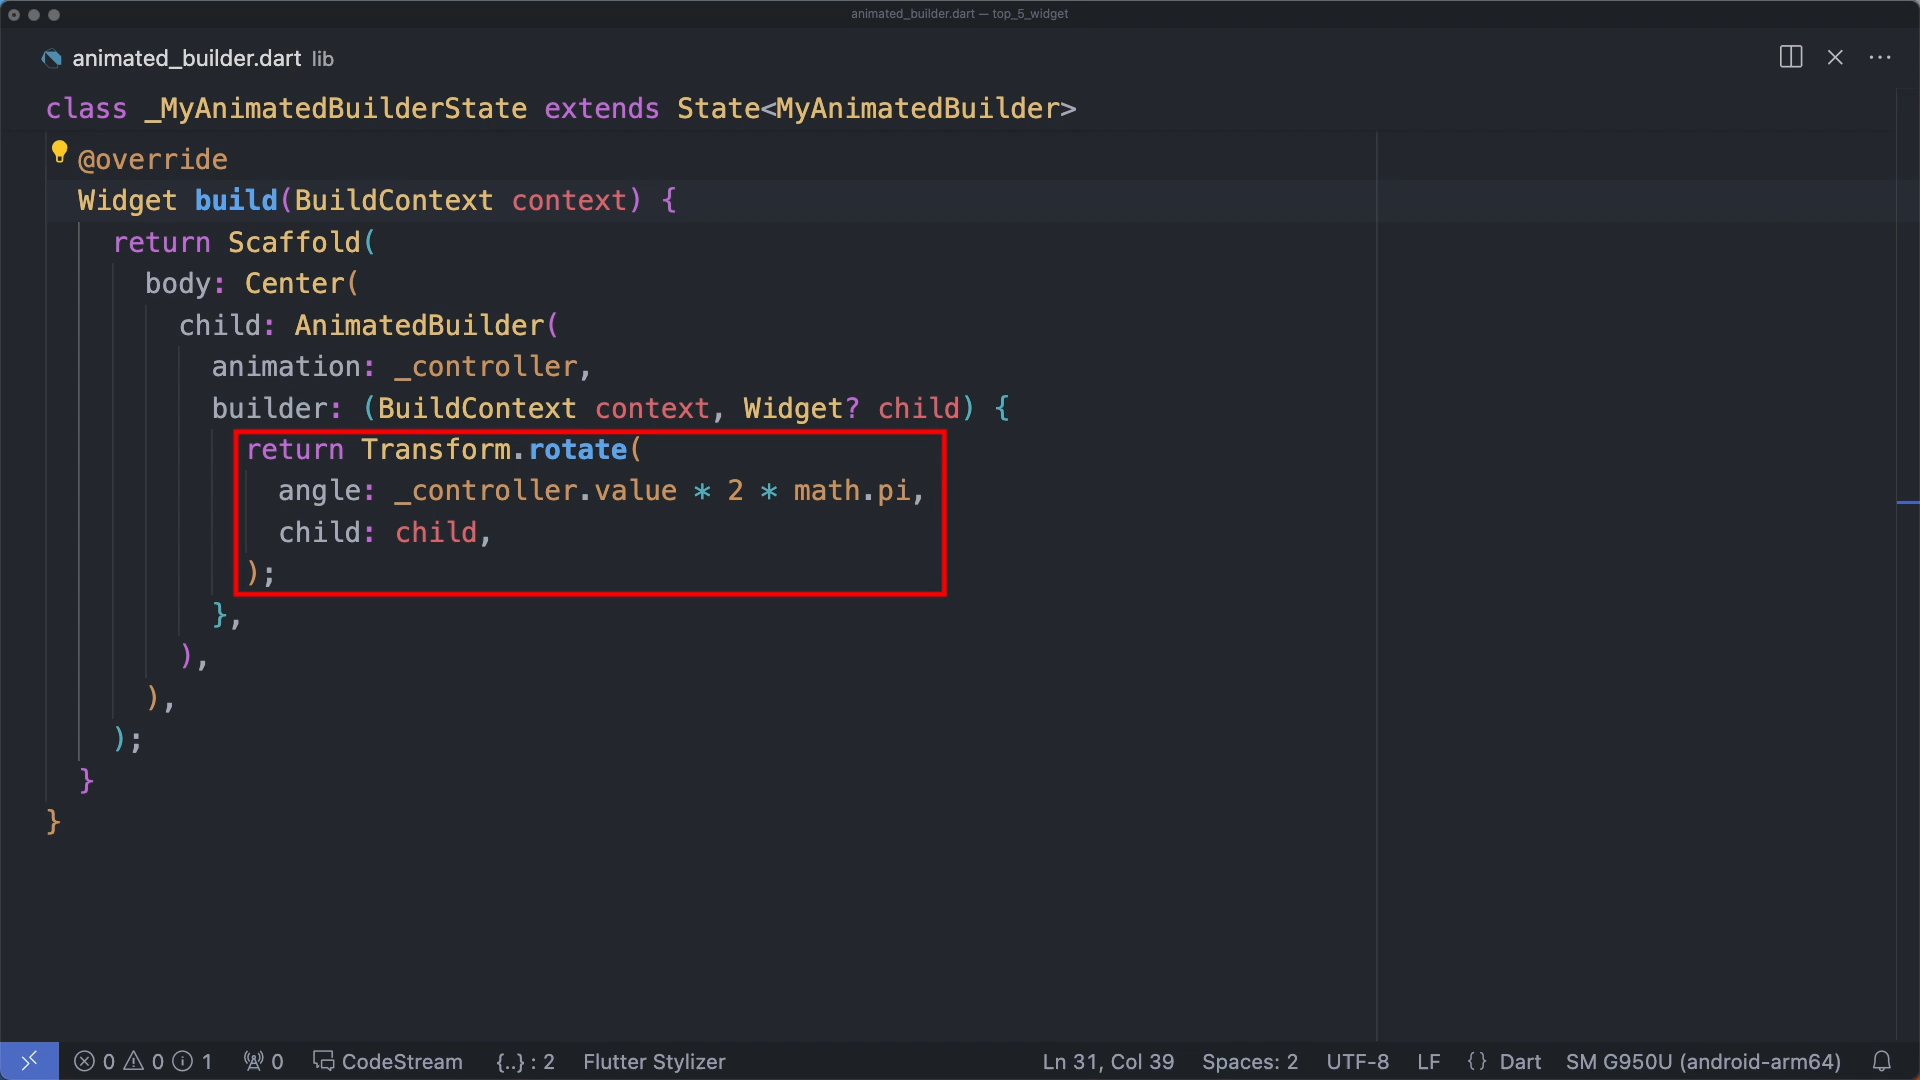 animated_builder.dart — top_5_widget
animated_builder.dart lib
class _MyAnimatedBuilderState extends State<MyAnimatedBuilder>
@override
Widget build(BuildContext context) {
return Scaffold(
body: Center(
child: AnimatedBuilder(
animation: _controller,
builder: (BuildContext context, Widget? child) {
return Transform.rotate(
angle: _controller.value * 2 * math.pi,
child: child,
);
},
),
),
);
}
}
0 0 1 0 CodeStream {..} : 2 Flutter Stylizer Ln 31, Col 39 Spaces: 2 UTF-8 LF {} Dart SM G950U (android-arm64)